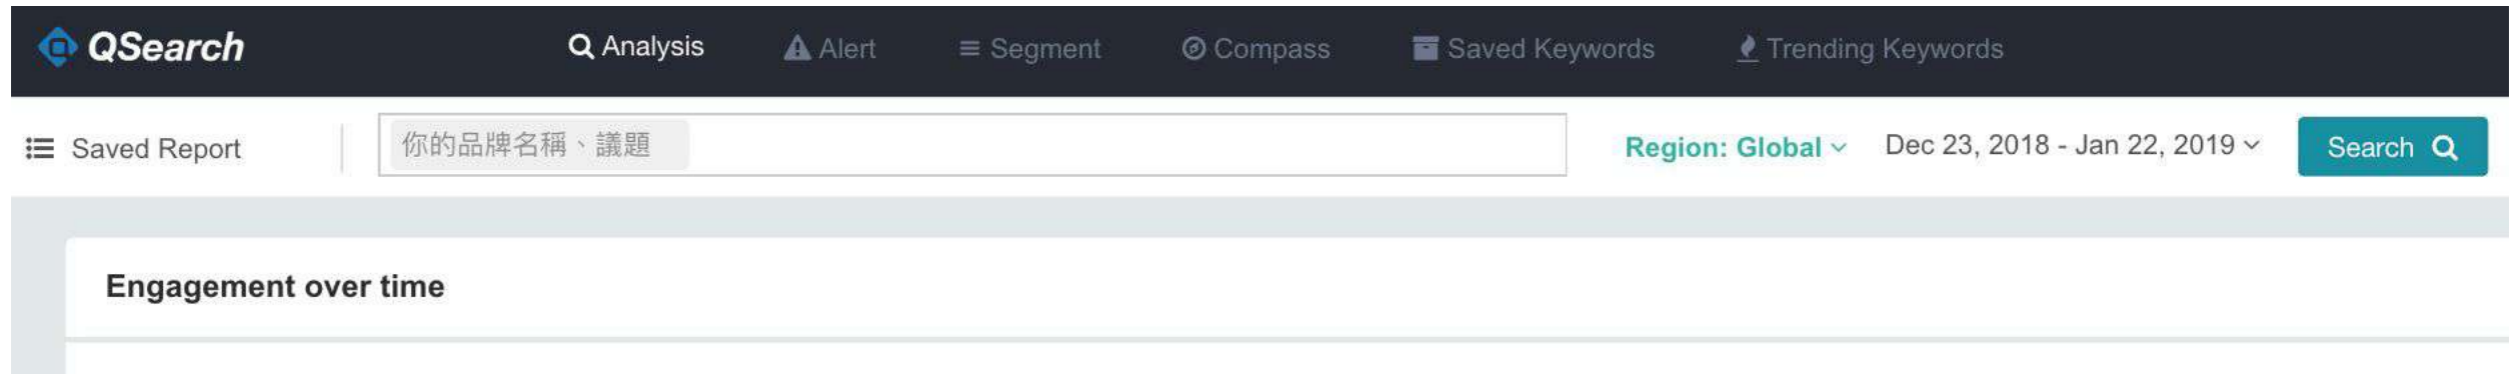 QSearch Analysis Alert Segment Compass Saved Keywords Trending Keywords
Saved Report 你的品牌名稱、議題 Region: Global Dec 23, 2018 - Jan 22, 2019 Search
Engagement over time